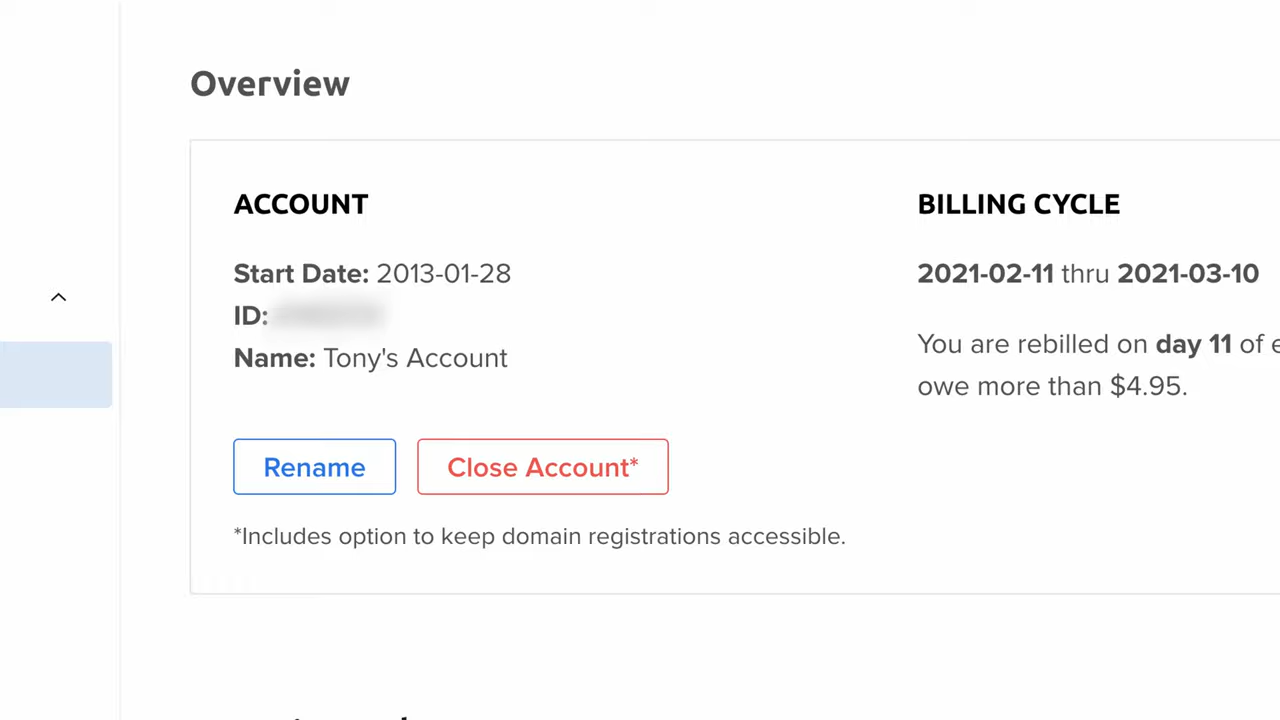 Overview
ACCOUNT
Start Date: 2013-01-28
ID:
Name: Tony's Account
Rename
Close Account*
*Includes option to keep domain registrations accessible.
BILLING CYCLE
2021-02-11 thru 2021-03-10
You are rebilled on day 11 of
owe more than $4.95.